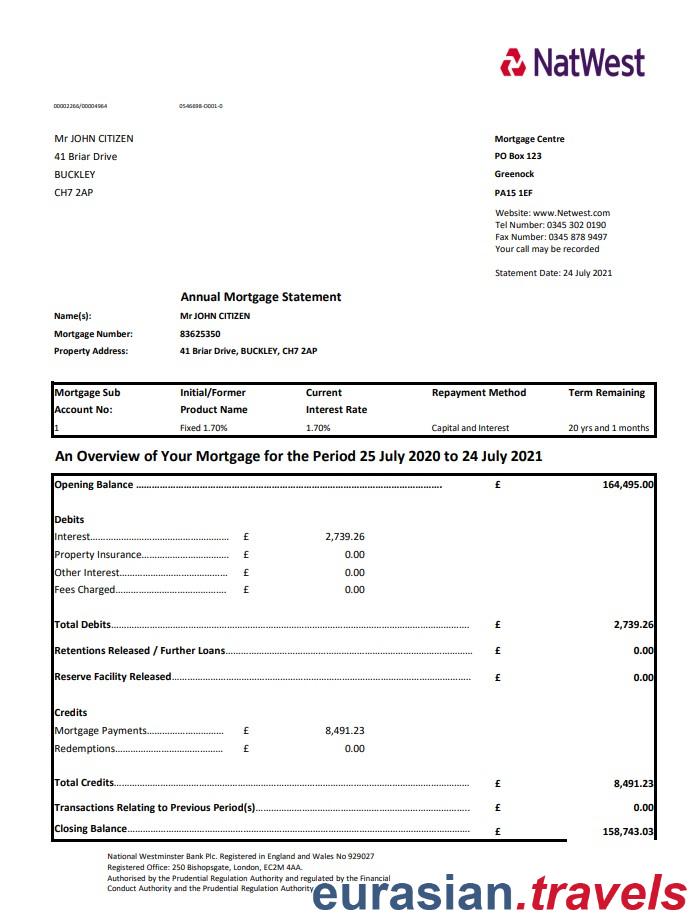 NatWest
00002266/00004964 0546698-D001-0
Mr JOHN CITIZEN
41 Briar Drive
BUCKLEY
CH7 2AP
Mortgage Centre
PO Box 123
Greenock
PA15 1EF
Website: www.Netwest.com
Tel Number: 0345 302 0190
Fax Number: 0345 878 9497
Your call may be recorded
Statement Date: 24 July 2021
Annual Mortgage Statement
Name(s): Mr JOHN CITIZEN
Mortgage Number: 83625350
Property Address: 41 Briar Drive, BUCKLEY, CH7 2AP
Mortgage Sub Initial/Former Current Repayment Method Term Remaining
Account No: Product Name Interest Rate
1 Fixed 1.70% 1.70% Capital and Interest 20 yrs and 1 months
An Overview of Your Mortgage for the Period 25 July 2020 to 24 July 2021
Opening Balance ........................................................................ £ 164,495.00
Debits
Interest........................................ £ 2,739.26
Property Insurance............................... £ 0.00
Other Interest................................ £ 0.00
Fees Charged................................ £ 0.00
Total Debits........................................................................ £ 2,739.26
Retentions Released / Further Loans............................................................ £ 0.00
Reserve Facility Released........................................................................ £ 0.00
Credits
Mortgage Payments........................ £ 8,491.23
Redemptions................................ £ 0.00
Total Credits........................................................................ £ 8,491.23
Transactions Relating to Previous Period(s)................................................ £ 0.00
Closing Balance........................................................................ £ 158,743.03
National Westminster Bank Plc. Registered in England and Wales No 929027
Registered Office: 250 Bishopsgate, London, EC2M 4AA.
Authorised by the Prudential Regulation Authority and regulated by the Financial
Conduct Authority and the Prudential Regulation Authority.
eurasian.travels